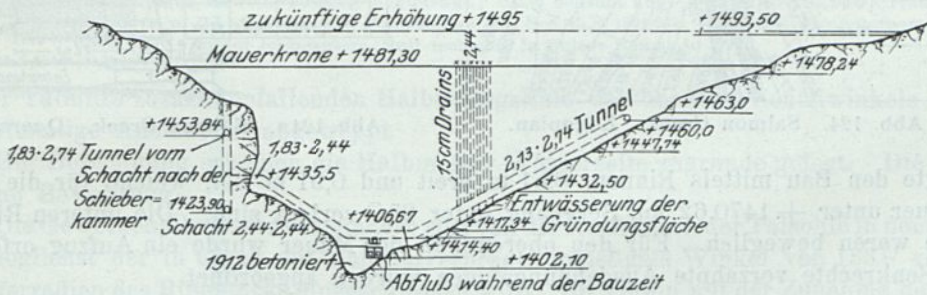 zukünftige Erhöhung +1495
+1493,50
Mauerkrone +1481,30
2,44
+1478,24
15cm Drains
+1453,84
2,13·2,74 Tunnel
+1463,0
+1460,0
+1447,74
1,83·2,74 Tunnel vom
Schacht nach der
Schieber=
kammer
1,83·2,44
+1435,5
+1432,50
1423,90
+1406,67
Entwässerung der
Gründungsfläche
+1417,34
Schacht 2,44·2,44
+1414,40
1912 betoniert
+1402,10
Abfluß während der Bauzeit